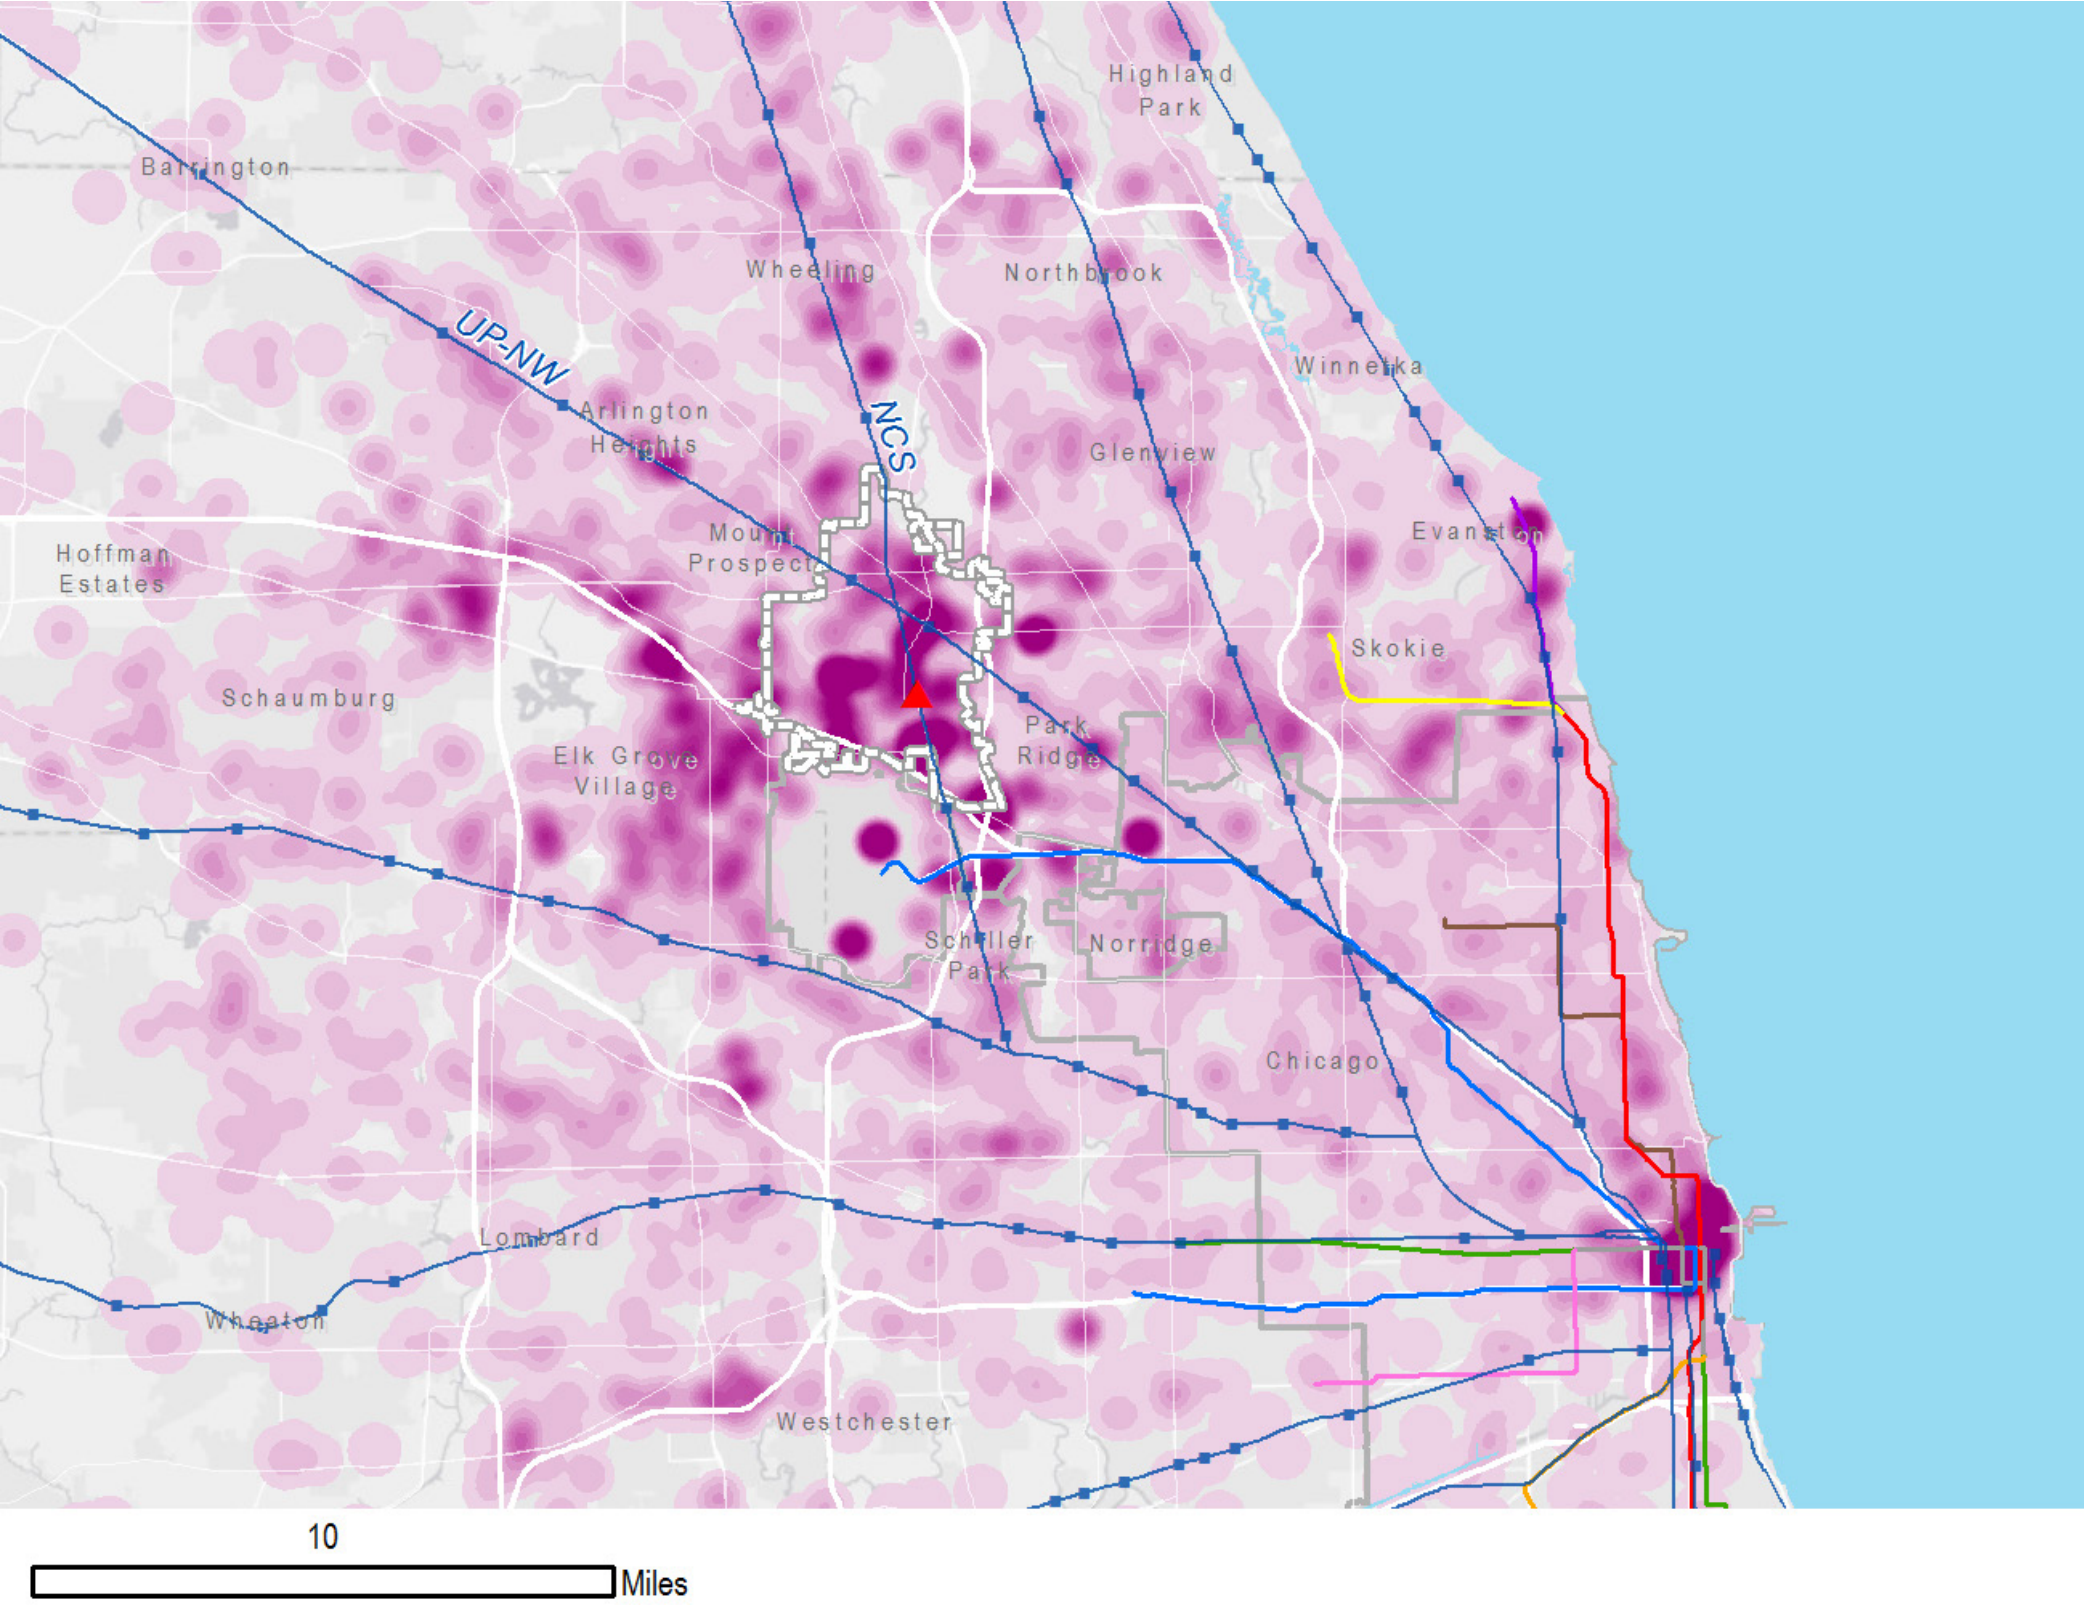 Highland
Park
Barrington
Wheeling
Northbrook
UP-NW
Winnetka
Arlington
Heights
NCS
Glenview
Mount
Prospect
Evanston
Hoffman
Estates
Skokie
Schaumburg
Park
Ridge
Elk Grove
Village
Schiller
Park
Norridge
Chicago
Lombard
Wheaton
Westchester
10
Miles